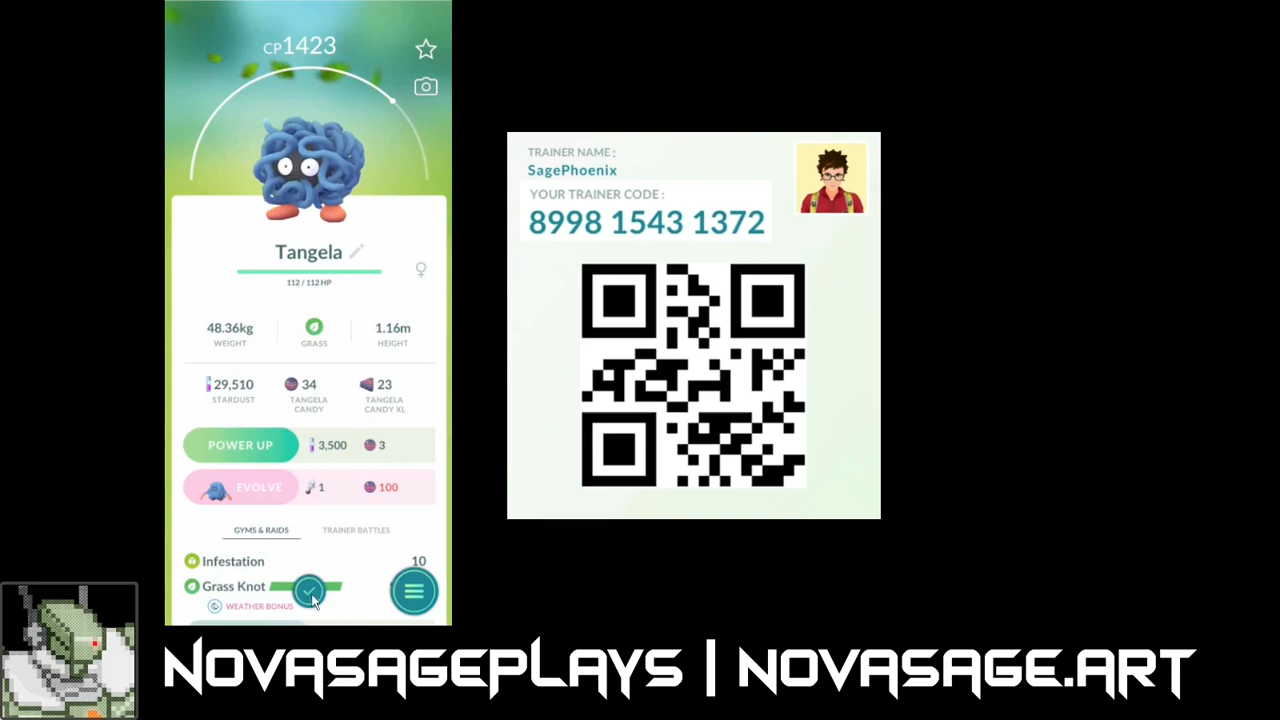 CP1423
Tangela
112 / 112 HP
48.36kg
WEIGHT
GRASS
1.16m
HEIGHT
29,510
STARDUST
34
TANGELA
CANDY
23
TANGELA
CANDY XL
POWER UP 3,500 3
EVOLVE 1 100
GYMS & RAIDS TRAINER BATTLES
Infestation 10
Grass Knot
WEATHER BONUS
TRAINER NAME :
SagePhoenix
YOUR TRAINER CODE :
8998 1543 1372
NOVASAGEPLAYS | NOVASAGE.ART